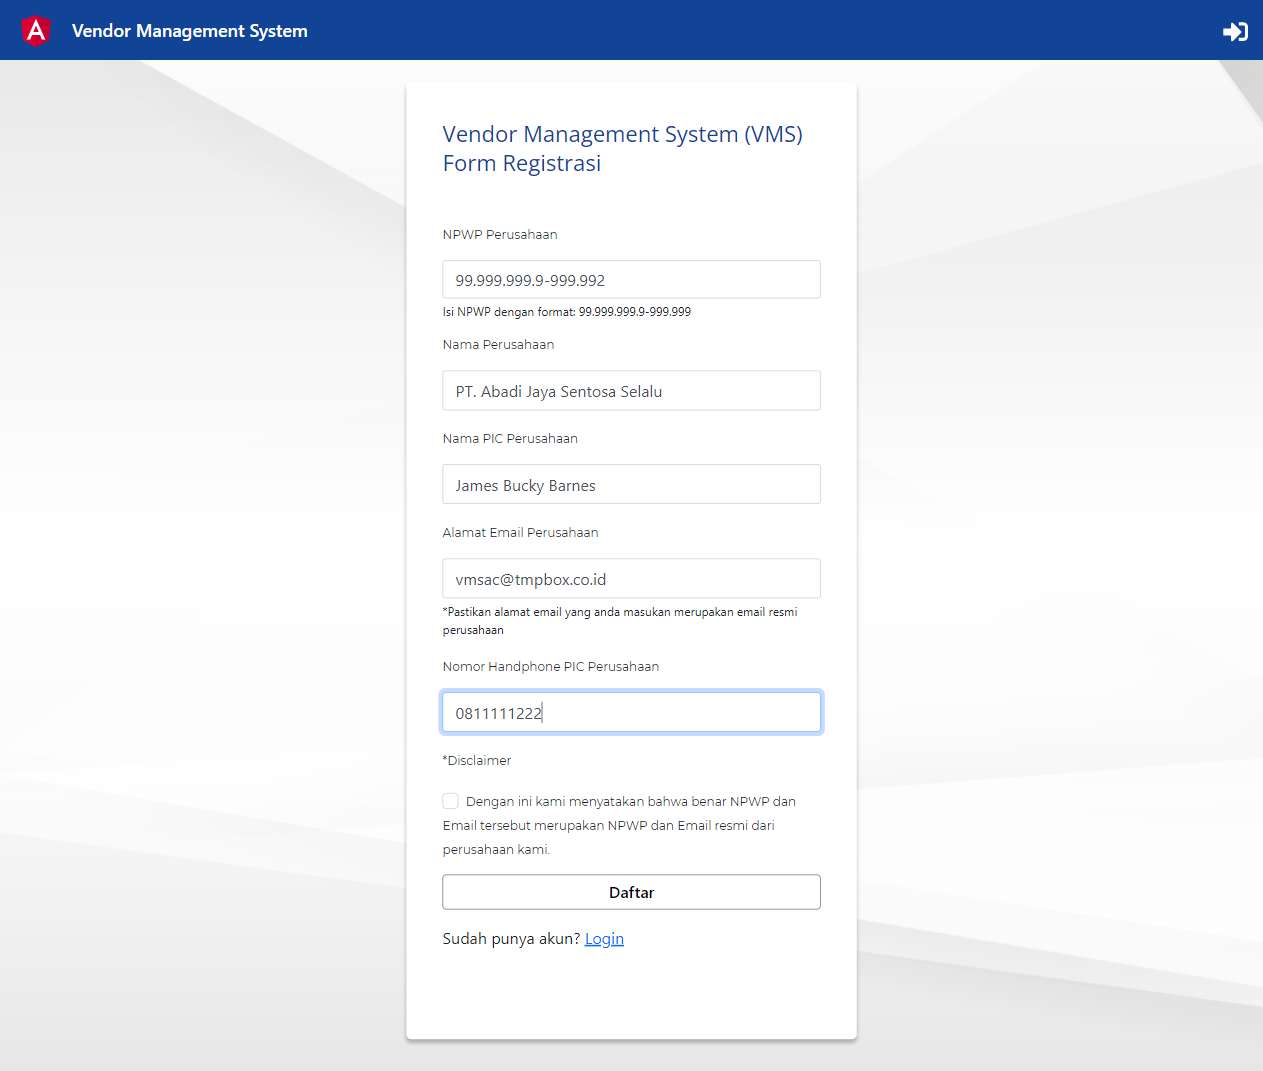 Vendor Management System
Vendor Management System (VMS)
Form Registrasi
NPWP Perusahaan
99.999.999.9-999.992
Isi NPWP dengan format: 99.999.999.9-999.999
Nama Perusahaan
PT. Abadi Jaya Sentosa Selalu
Nama PIC Perusahaan
James Bucky Barnes
Alamat Email Perusahaan
vmsac@tmpbox.co.id
*Pastikan alamat email yang anda masukan merupakan email resmi
perusahaan
Nomor Handphone PIC Perusahaan
0811111222
*Disclaimer
Dengan ini kami menyatakan bahwa benar NPWP dan
Email tersebut merupakan NPWP dan Email resmi dari
perusahaan kami.
Daftar
Sudah punya akun? Login